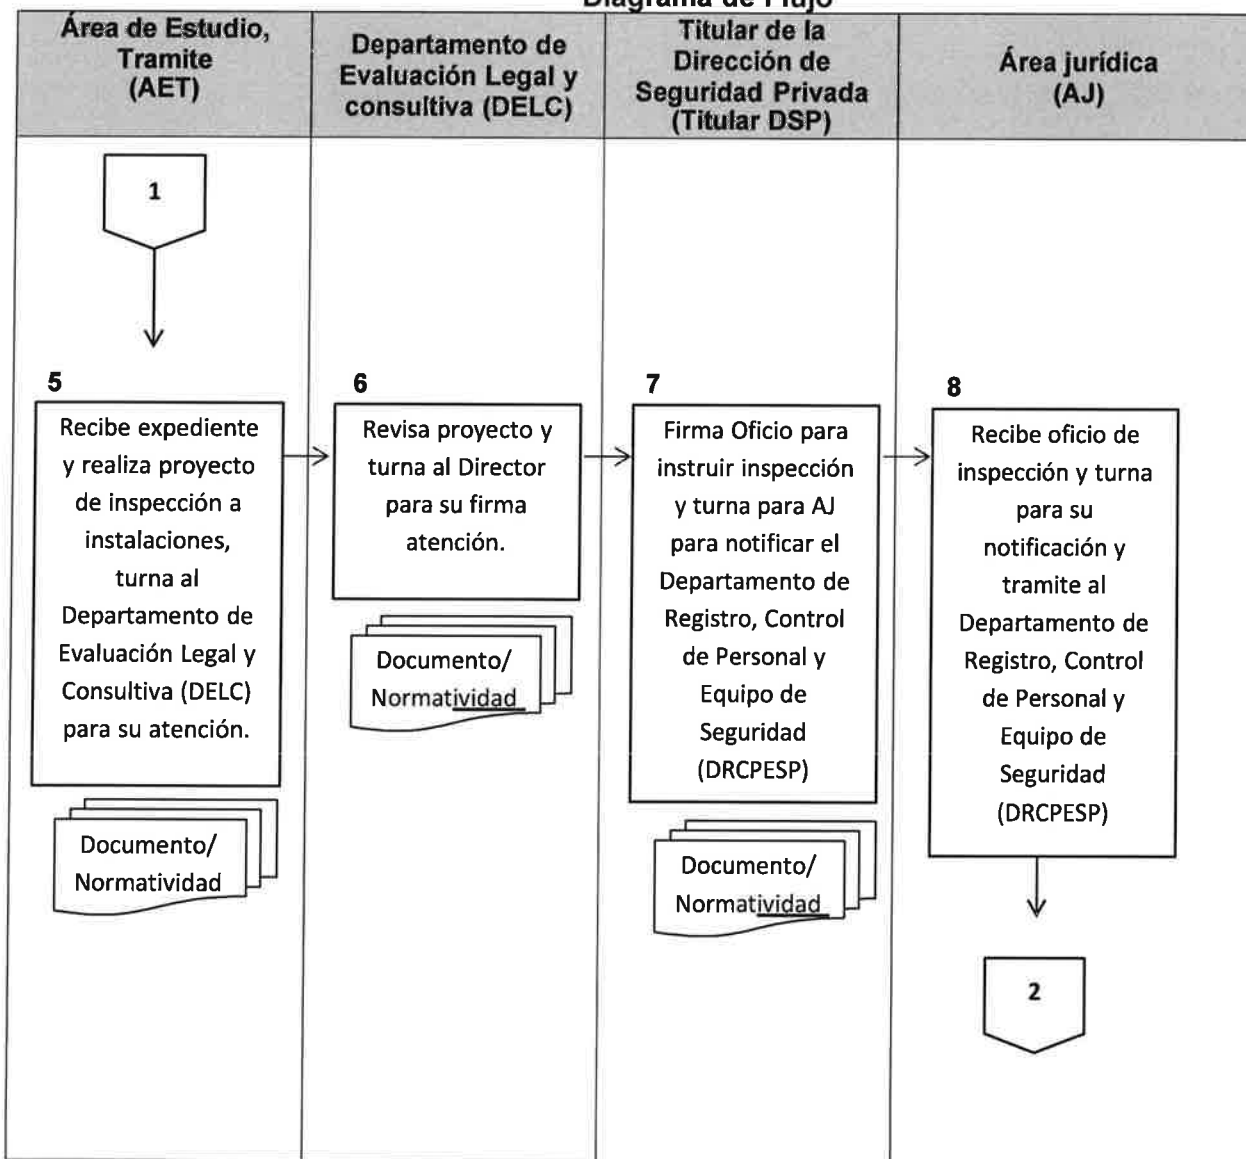 Diagrama de Flujo
Área de Estudio,
Tramite
(AET)
Departamento de
Evaluación Legal y
consultiva (DELC)
Titular de la
Dirección de
Seguridad Privada
(Titular DSP)
Área jurídica
(AJ)
1
5
Recibe expediente
y realiza proyecto
de inspección a
instalaciones,
turna al
Departamento de
Evaluación Legal y
Consultiva (DELC)
para su atención.
Documento/
Normatividad
6
Revisa proyecto y
turna al Director
para su firma
atención.
Documento/
Normatividad
7
Firma Oficio para
instruir inspección
y turna para AJ
para notificar el
Departamento de
Registro, Control
de Personal y
Equipo de
Seguridad
(DRCPESP)
Documento/
Normatividad
8
Recibe oficio de
inspección y turna
para su
notificación y
tramite al
Departamento de
Registro, Control
de Personal y
Equipo de
Seguridad
(DRCPESP)
2